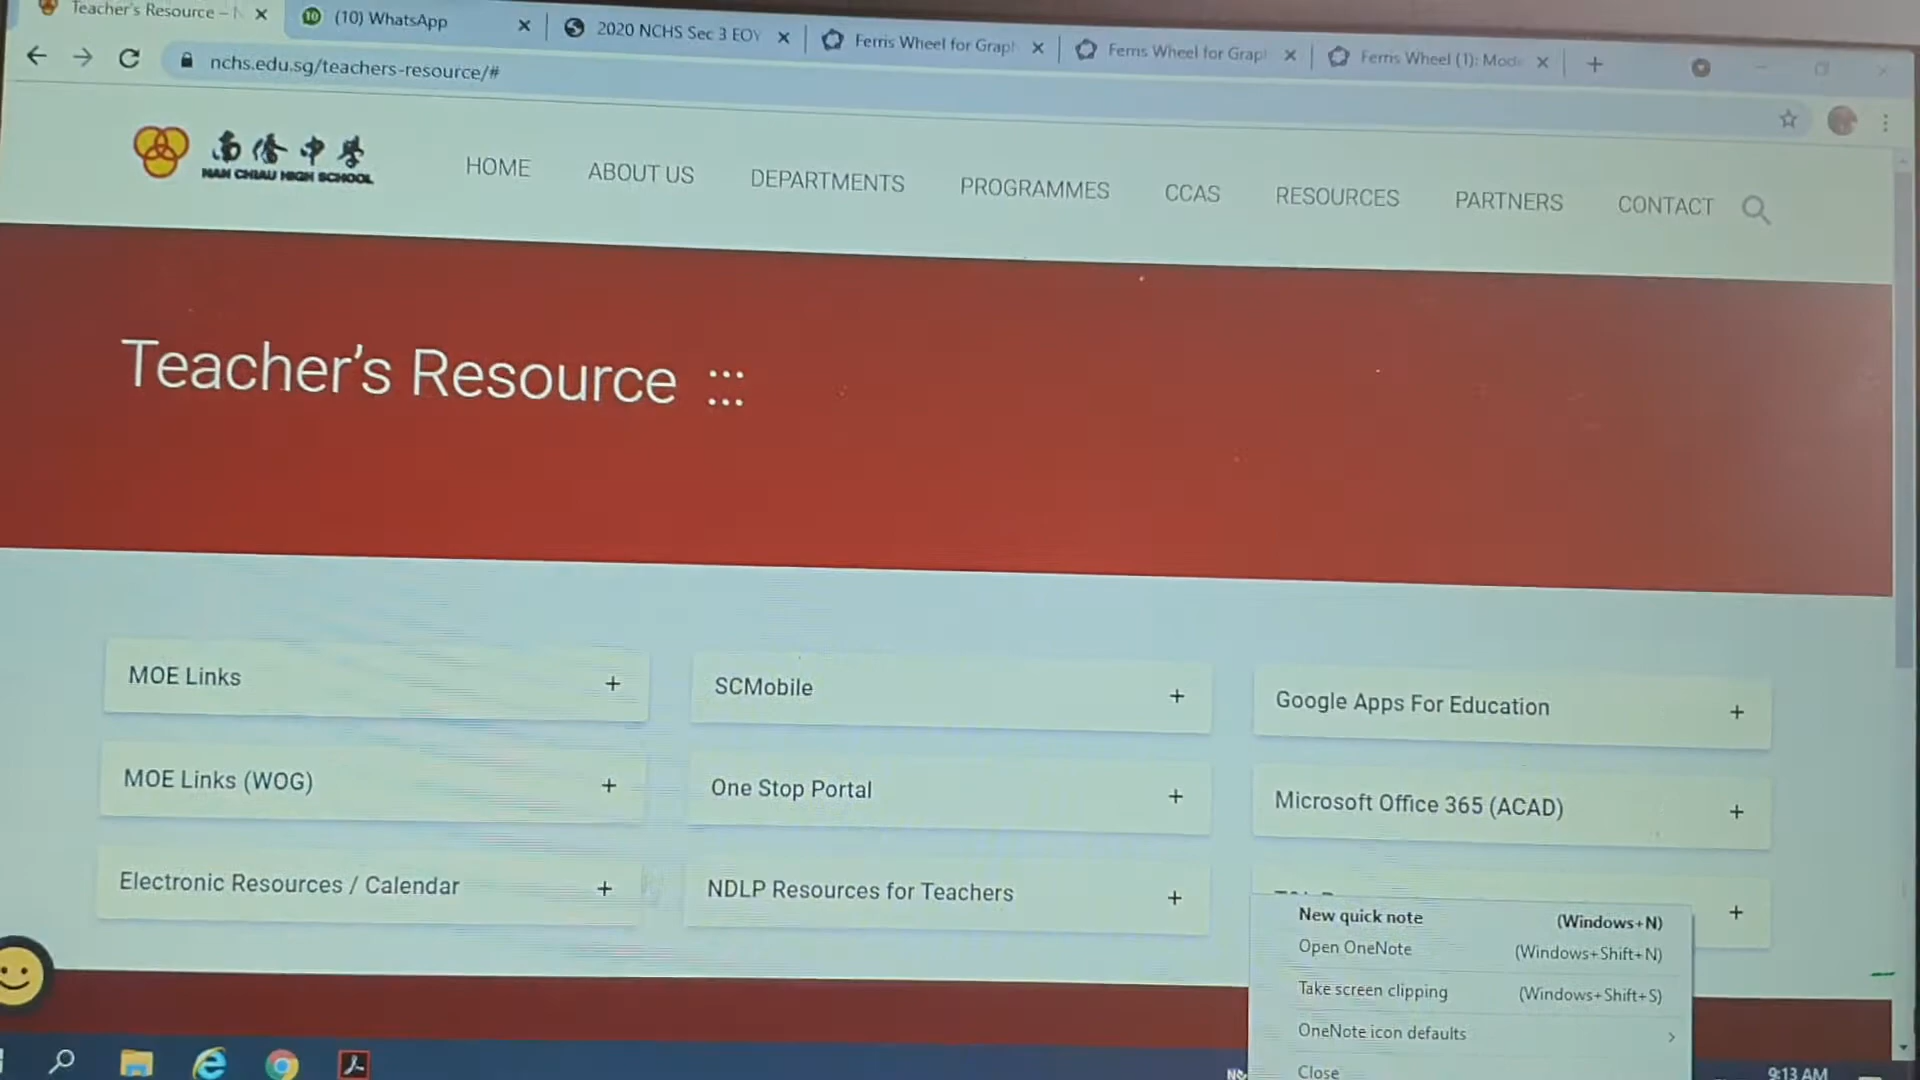 Teacher's Resource – N
(10) WhatsApp
2020 NCHS Sec 3 EOY
Ferris Wheel for Graph
Ferris Wheel for Grap
Ferris Wheel (1): Mode
nchs.edu.sg/teachers-resource/#
南僑中學
NAN CHIAU HIGH SCHOOL
HOME
ABOUT US
DEPARTMENTS
PROGRAMMES
CCAS
RESOURCES
PARTNERS
CONTACT
Teacher's Resource
MOE Links +
SCMobile +
Google Apps For Education +
MOE Links (WOG) +
One Stop Portal +
Microsoft Office 365 (ACAD) +
Electronic Resources / Calendar +
NDLP Resources for Teachers +
New quick note (Windows+N)
Open OneNote (Windows+Shift+N)
Take screen clipping (Windows+Shift+S)
OneNote icon defaults
Close
9:13 AM